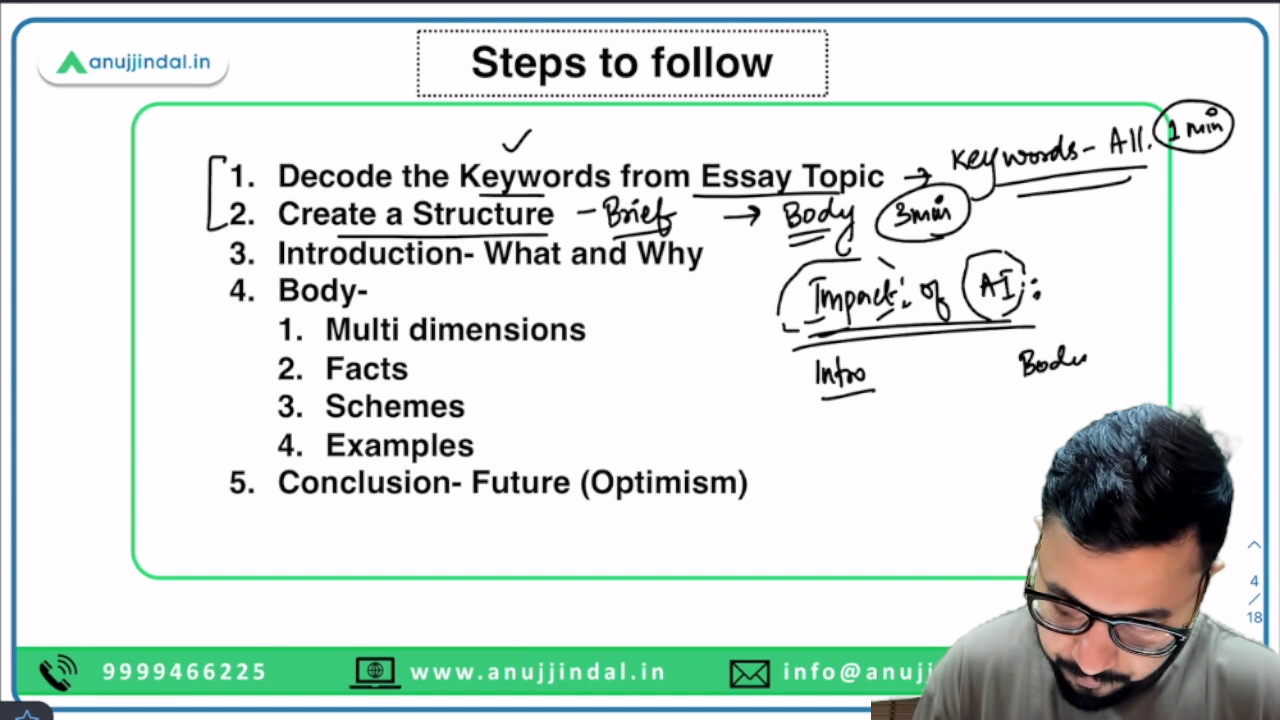 anujjindal.in
Steps to follow
1. Decode the Keywords from Essay Topic → Keywords - All. 1 min
2. Create a Structure - Brief → Body 3 min
3. Introduction- What and Why
4. Body-
Impact of AI:
1. Multi dimensions
Intro Body
2. Facts
3. Schemes
4. Examples
5. Conclusion- Future (Optimism)
4
/
18
9999466225 www.anujjindal.in info@anujj